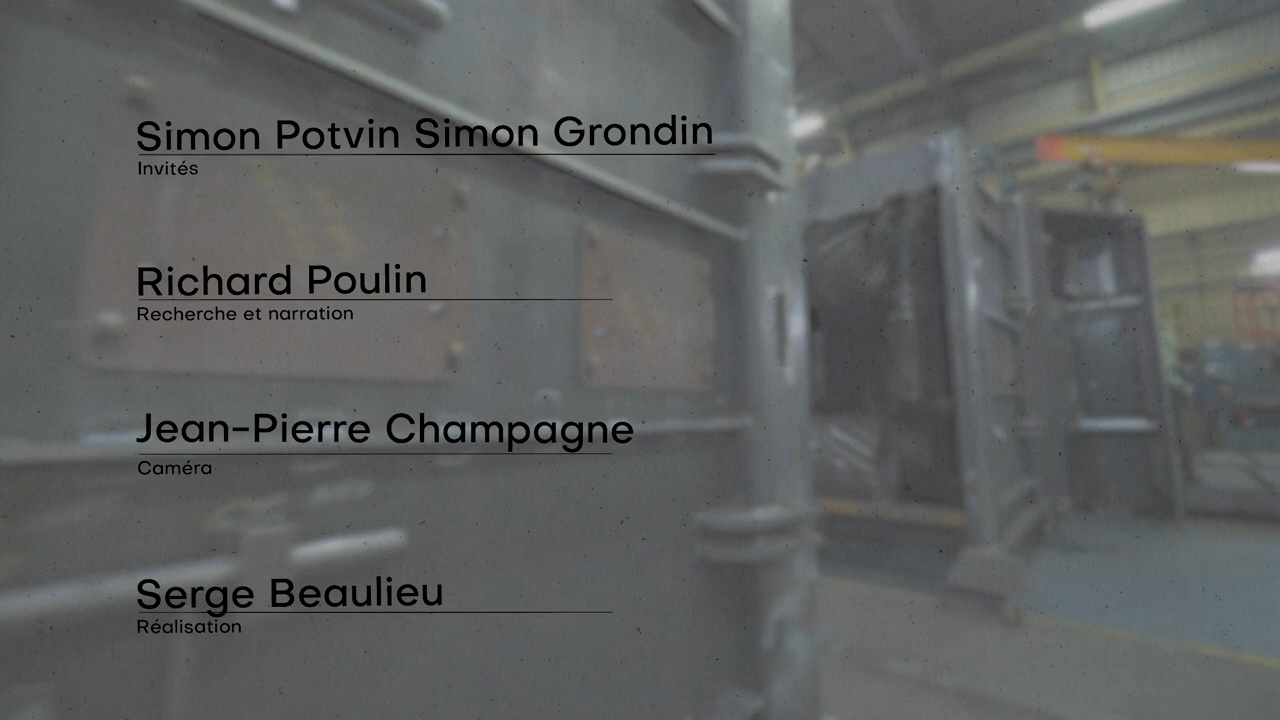 Simon Potvin Simon Grondin
Invités
Richard Poulin
Recherche et narration
Jean-Pierre Champagne
Caméra
Serge Beaulieu
Réalisation